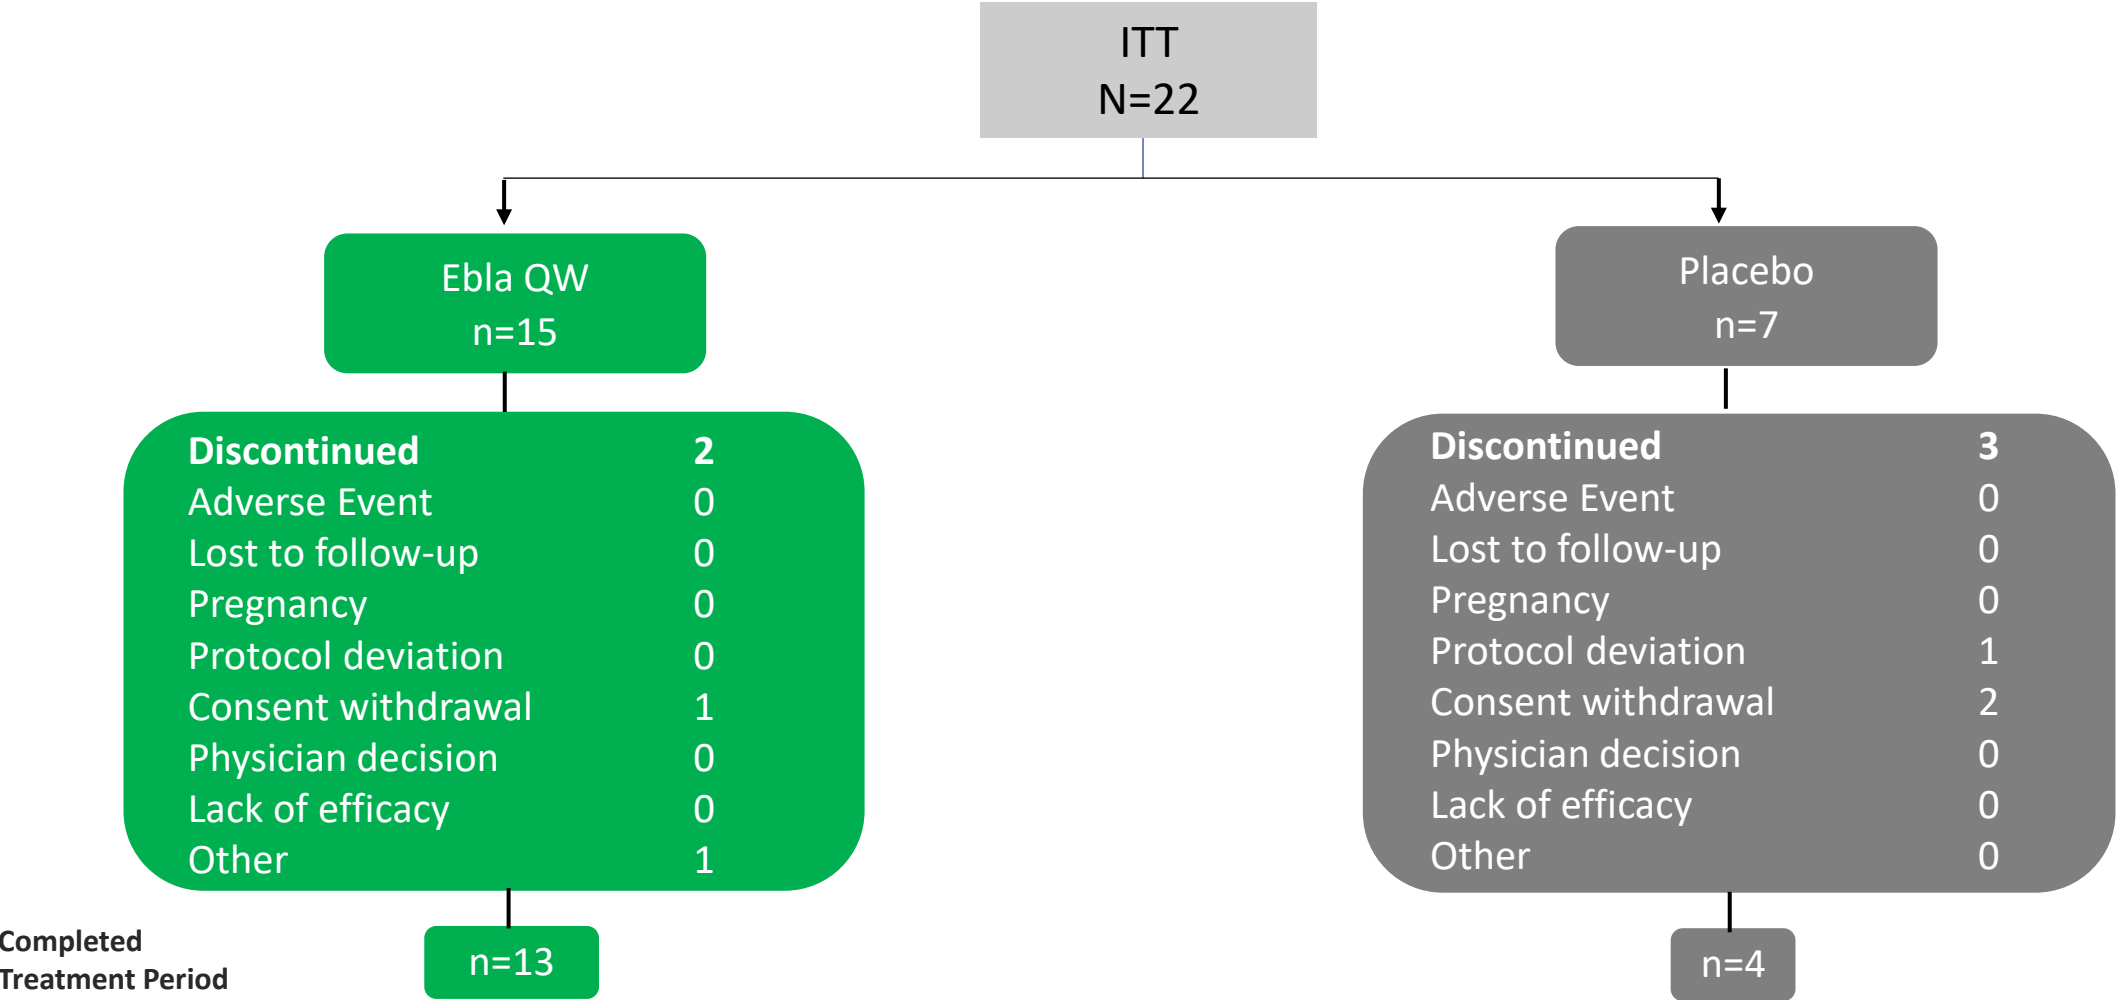 ITT
N=22
Ebla QW
n=15
Placebo
n=7
Discontinued 2
Adverse Event 0
Lost to follow-up 0
Pregnancy 0
Protocol deviation 0
Consent withdrawal 1
Physician decision 0
Lack of efficacy 0
Other 1
Discontinued 3
Adverse Event 0
Lost to follow-up 0
Pregnancy 0
Protocol deviation 1
Consent withdrawal 2
Physician decision 0
Lack of efficacy 0
Other 0
Completed
Treatment Period
n=13
n=4